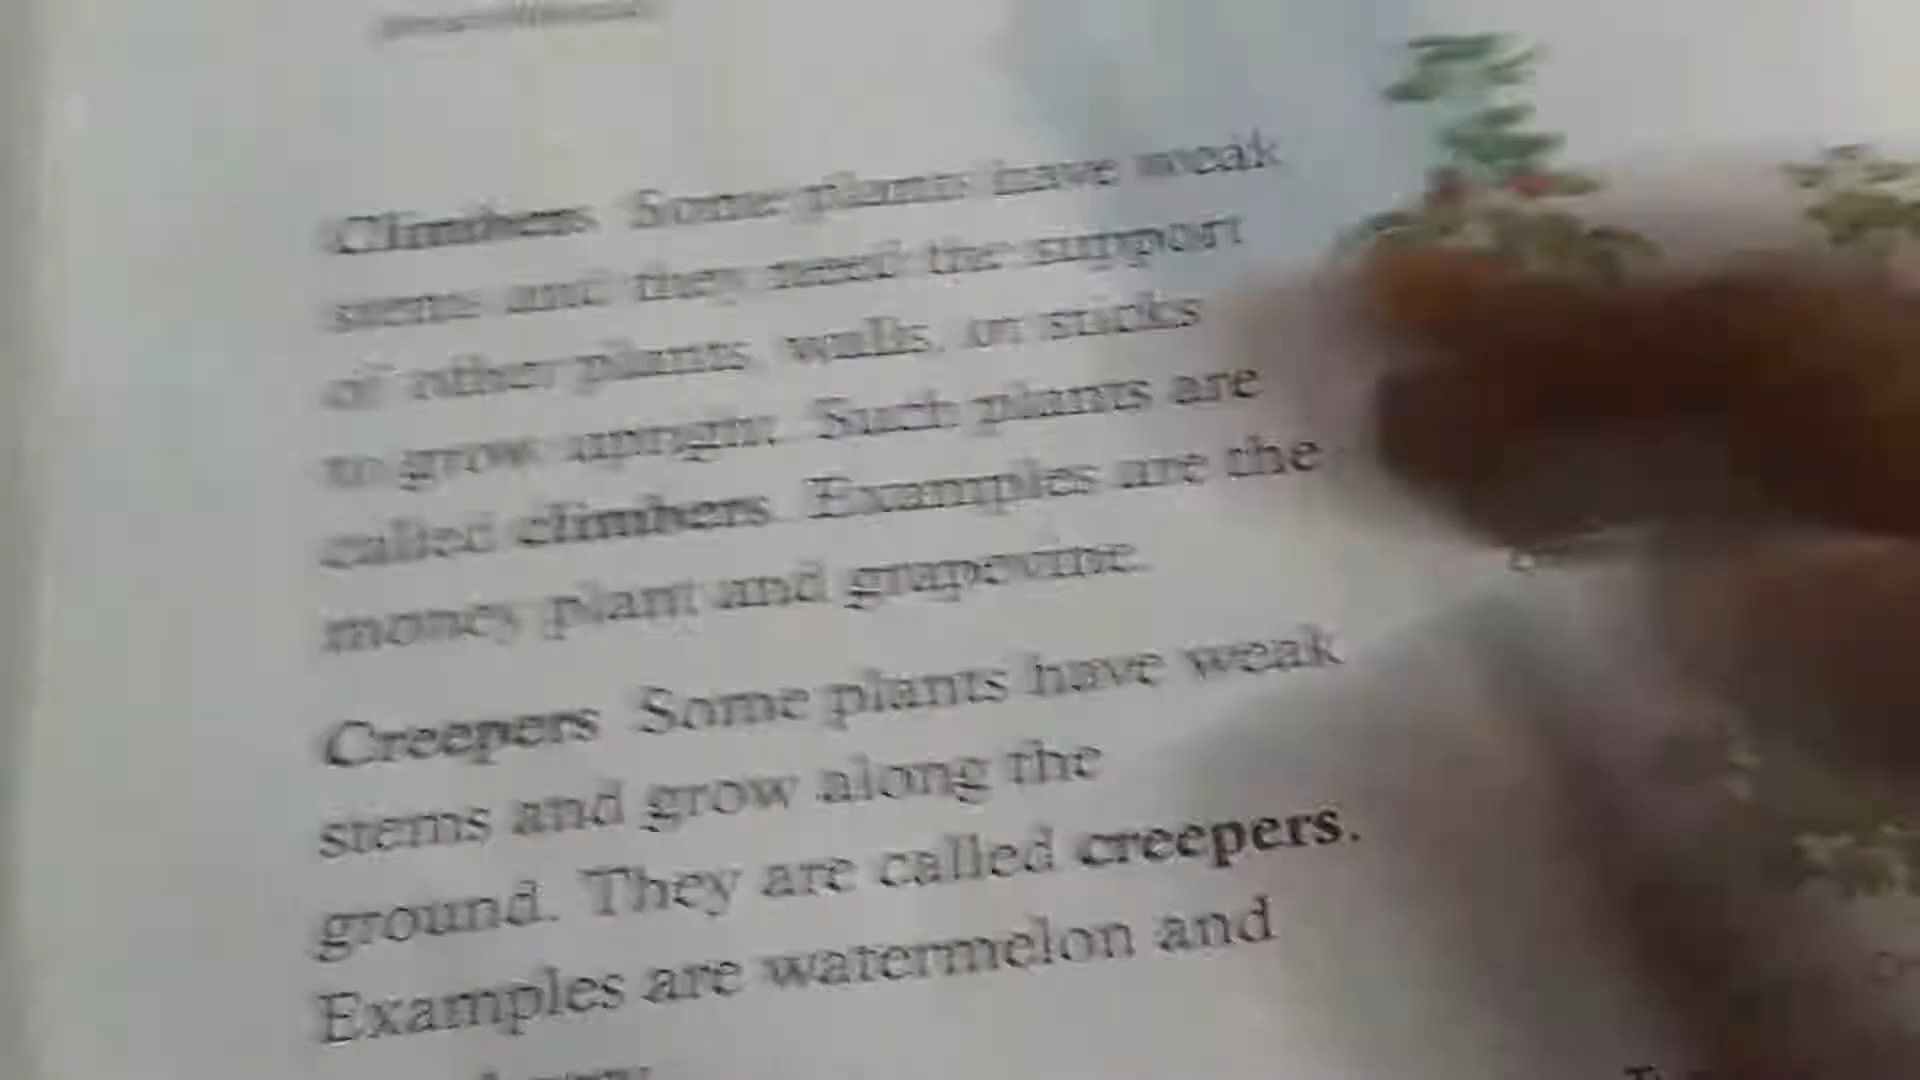 Climbers Some plants have weak
stems and they need the support
of other plants, walls, or sticks
to grow upright. Such plants are
called climbers. Examples are the
money plant and grapevine.
Creepers Some plants have weak
stems and grow along the
ground. They are called creepers.
Examples are watermelon and